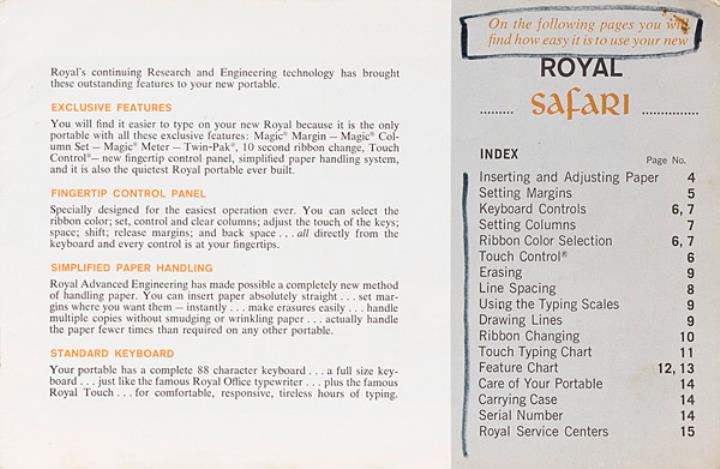 Royal's continuing Research and Engineering technology has brought
these outstanding features to your new portable.
EXCLUSIVE FEATURES
You will find it easier to type on your new Royal because it is the only
portable with all these exclusive features: Magic® Margin — Magic® Col-
umn Set — Magic® Meter — Twin-Pak®, 10 second ribbon change, Touch
Control®— new fingertip control panel, simplified paper handling system,
and it is also the quietest Royal portable ever built.
FINGERTIP CONTROL PANEL
Specially designed for the easiest operation ever. You can select the
ribbon color; set, control and clear columns; adjust the touch of the keys;
space; shift; release margins; and back space . . . all directly from the
keyboard and every control is at your fingertips.
SIMPLIFIED PAPER HANDLING
Royal Advanced Engineering has made possible a completely new method
of handling paper. You can insert paper absolutely straight . . . set mar-
gins where you want them — instantly . . . make erasures easily . . . handle
multiple copies without smudging or wrinkling paper . . . actually handle
the paper fewer times than required on any other portable.
STANDARD KEYBOARD
Your portable has a complete 88 character keyboard . . . a full size key-
board . . . just like the famous Royal Office typewriter . . . plus the famous
Royal Touch . . . for comfortable, responsive, tireless hours of typing.
On the following pages you will
find how easy it is to use your new
ROYAL
SAFARI
INDEX
Page No.
Inserting and Adjusting Paper 4
Setting Margins 5
Keyboard Controls 6, 7
Setting Columns 7
Ribbon Color Selection 6, 7
Touch Control® 6
Erasing 9
Line Spacing 8
Using the Typing Scales 9
Drawing Lines 9
Ribbon Changing 10
Touch Typing Chart 11
Feature Chart 12, 13
Care of Your Portable 14
Carrying Case 14
Serial Number 14
Royal Service Centers 15